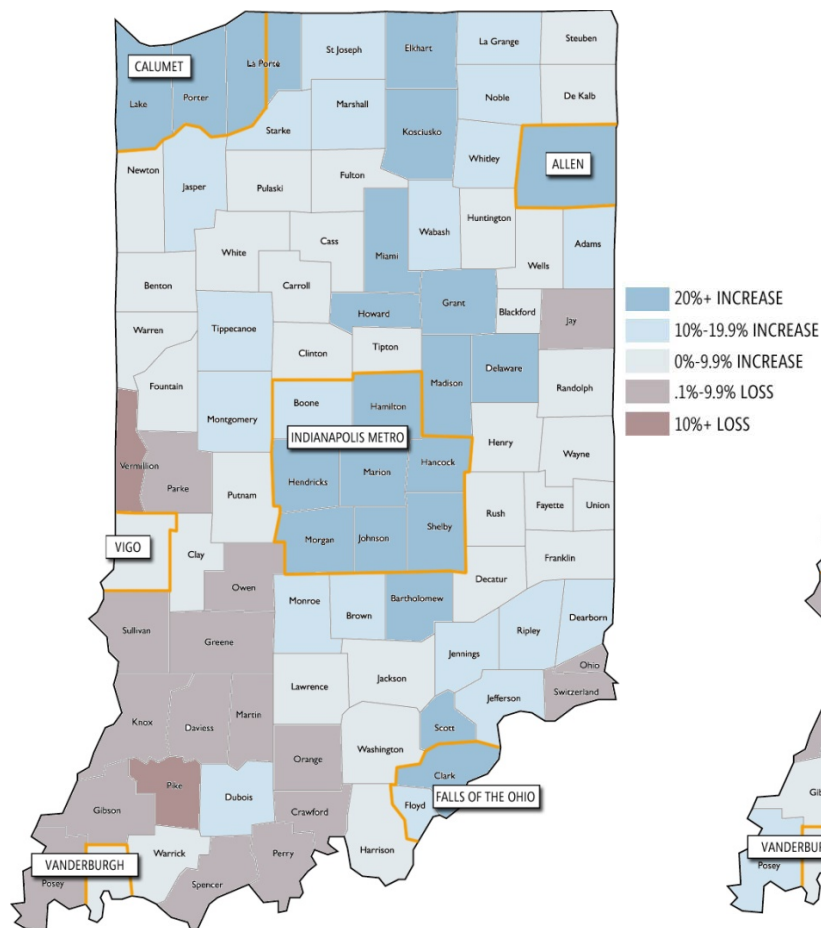 Steuben
La Grange
Elkhart
St Joseph
La Porte
CALUMET
Lake
Porter
Noble
De Kalb
Marshall
Starke
Kosciusko
Whitley
ALLEN
Newton
Jasper
Pulaski
Fulton
Huntington
Wabash
Adams
White
Cass
Miami
Wells
Benton
Carroll
Howard
Grant
Blackford
Jay
Warren
Tippecanoe
Clinton
Tipton
Fountain
Madison
Delaware
Randolph
Montgomery
Boone
Hamilton
INDIANAPOLIS METRO
Henry
Wayne
Vermillion
Parke
Putnam
Hendricks
Marion
Hancock
Rush
Fayette
Union
VIGO
Clay
Morgan
Johnson
Shelby
Franklin
Owen
Decatur
Monroe
Brown
Bartholomew
Dearborn
Ripley
Sullivan
Greene
Jennings
Ohio
Switzerland
Lawrence
Jackson
Jefferson
Knox
Daviess
Martin
Scott
Washington
Orange
Clark
Pike
Dubois
Floyd
FALLS OF THE OHIO
Gibson
Crawford
Harrison
Warrick
Perry
VANDERBURGH
Posey
Spencer
20%+ INCREASE
10%-19.9% INCREASE
0%-9.9% INCREASE
.1%-9.9% LOSS
10%+ LOSS
Gib
VANDERBUR
Posey